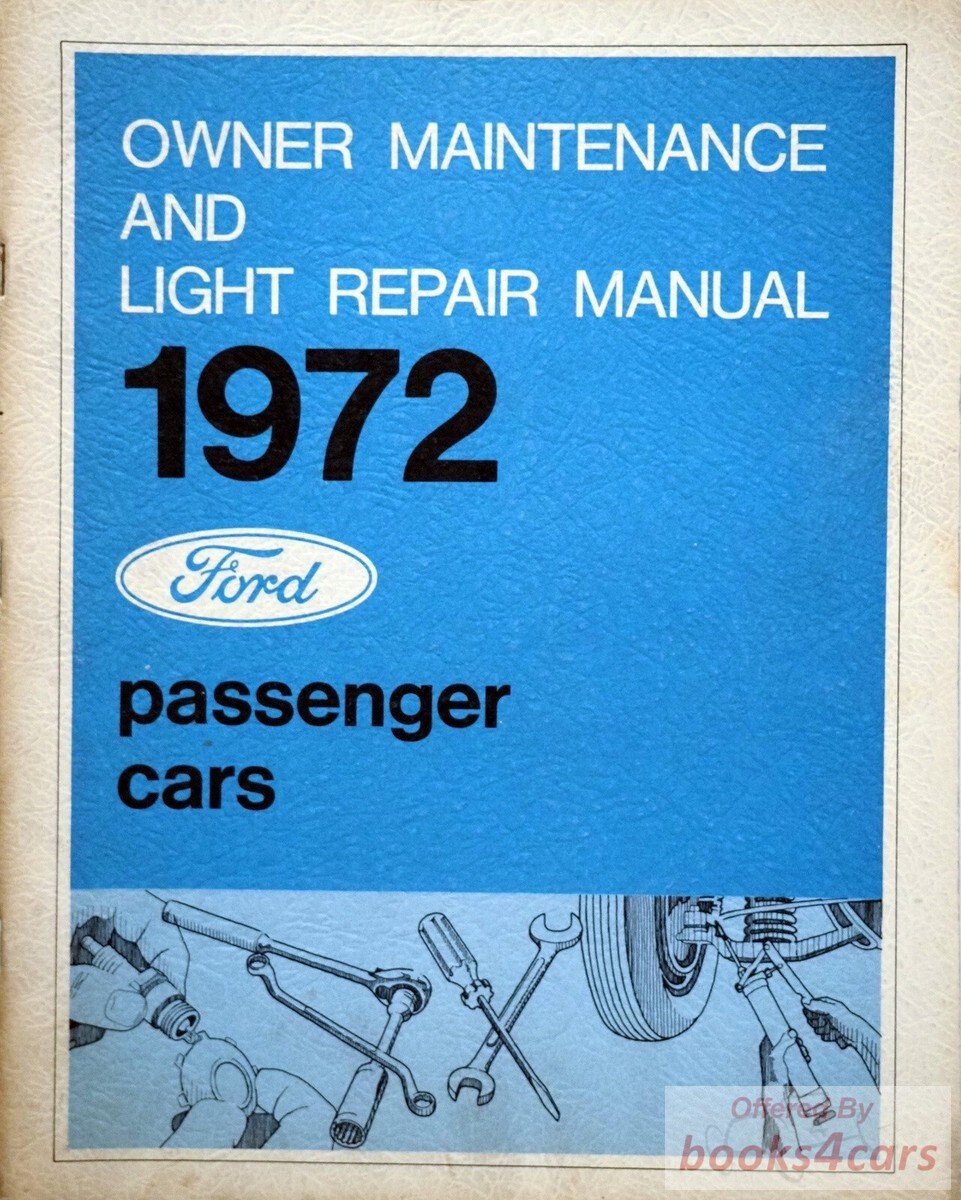 OWNER MAINTENANCE
AND
LIGHT REPAIR MANUAL
1972
Ford
passenger
cars
Offered By
books4cars